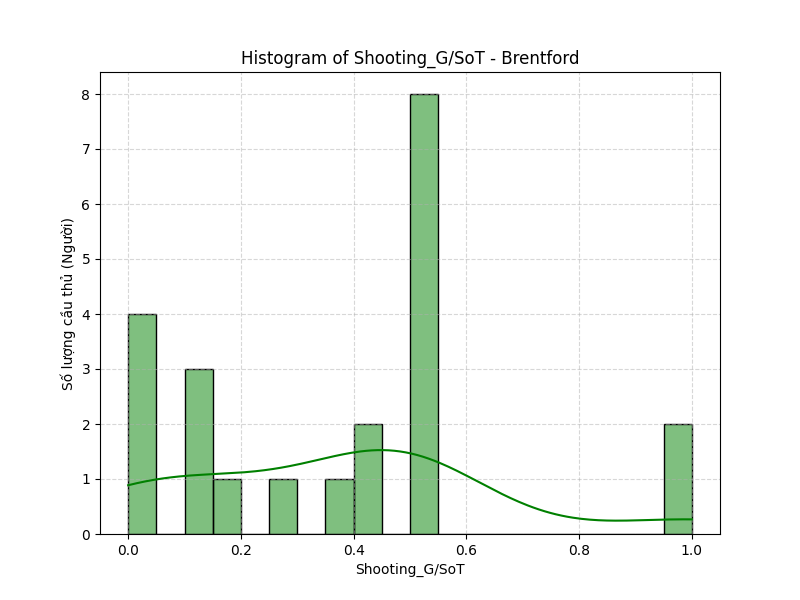 Histogram of Shooting_G/SoT - Brentford
Số lượng cầu thủ (Người)
8
7
6
5
4
3
2
1
0
0.0 0.2 0.4 0.6 0.8 1.0
Shooting_G/SoT